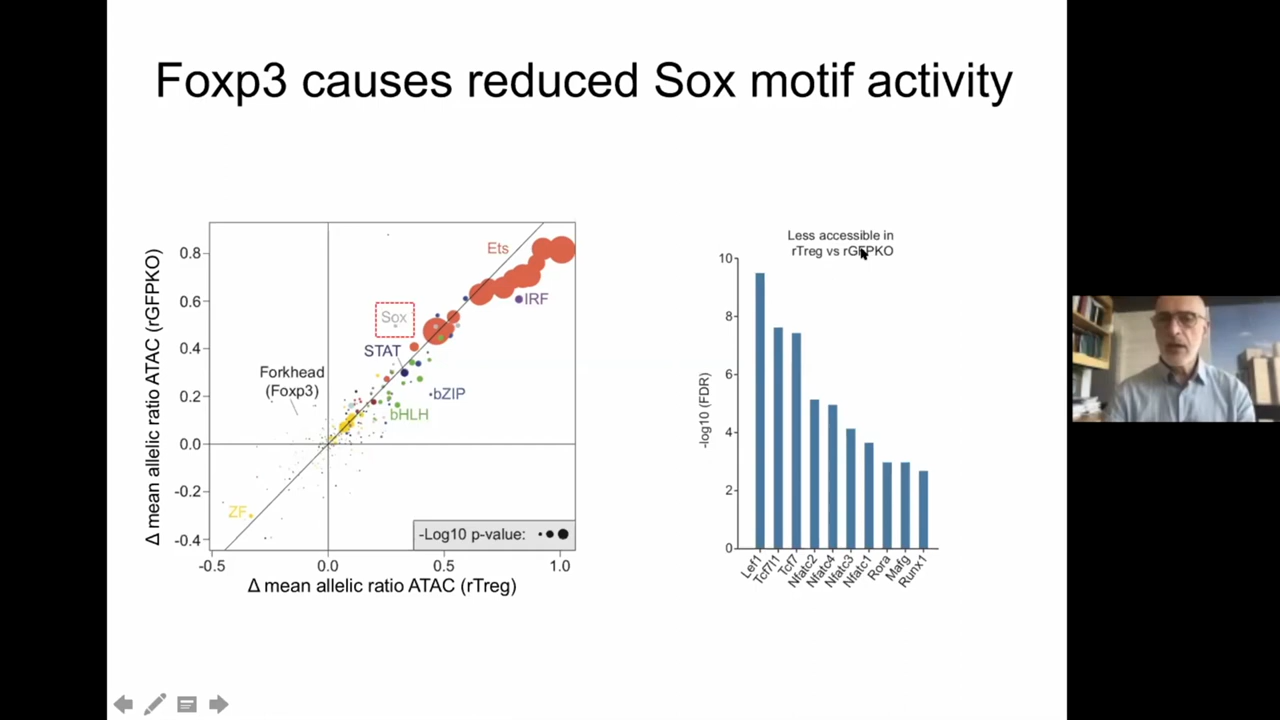 Foxp3 causes reduced Sox motif activity
Δ mean allelic ratio ATAC (rGFPKO)
0.8
0.6
0.4
0.2
0.0
-0.2
-0.4
Ets
IRF
Sox
STAT
Forkhead
(Foxp3)
bZIP
bHLH
ZF
-Log10 p-value:
-0.5
0.0
0.5
1.0
Δ mean allelic ratio ATAC (rTreg)
Less accessible in
rTreg vs rGFPKO
-log10 (FDR)
10
8
6
4
2
0
Lef1
Tcf7l1
Tcf7
Nfatc2
Nfatc4
Nfatc3
Nfatc1
Rora
Mafg
Runx1